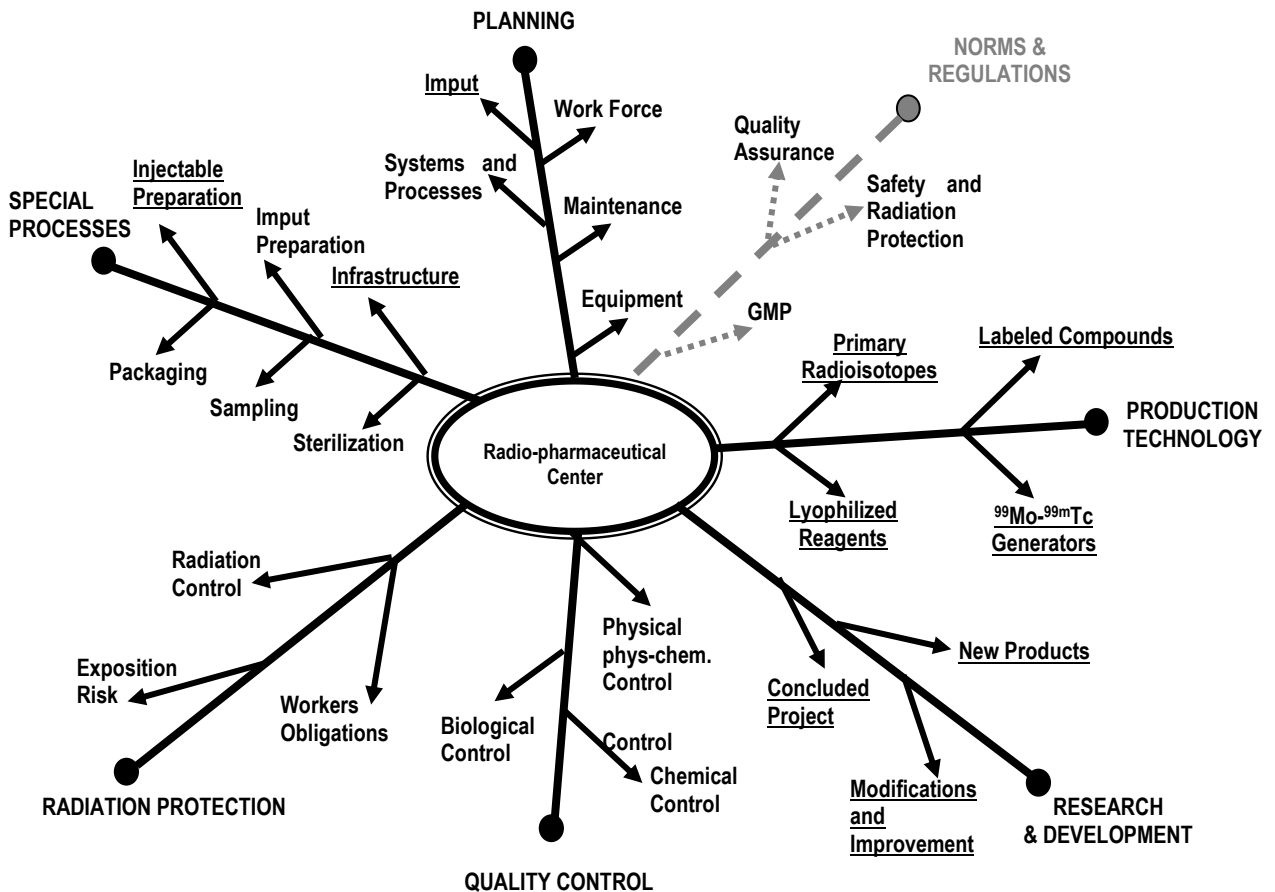 PLANNING
NORMS &
REGULATIONS
Imput
Work Force
Quality
Assurance
Systems and
Processes
Injectable
Preparation
Safety and
Radiation
Protection
SPECIAL
PROCESSES
Imput
Preparation
Maintenance
Infrastructure
Equipment
GMP
Primary
Radioisotopes
Labeled Compounds
Packaging
Sampling
Sterilization
PRODUCTION
TECHNOLOGY
Radio-pharmaceutical
Center
Lyophilized
Reagents
⁹⁹Mo-⁹⁹ᵐTc
Generators
Radiation
Control
Physical
phys-chem.
Control
New Products
Exposition
Risk
Workers
Obligations
Concluded
Project
Biological
Control
Control
Chemical
Control
Modifications
and
Improvement
RADIATION PROTECTION
RESEARCH
& DEVELOPMENT
QUALITY CONTROL